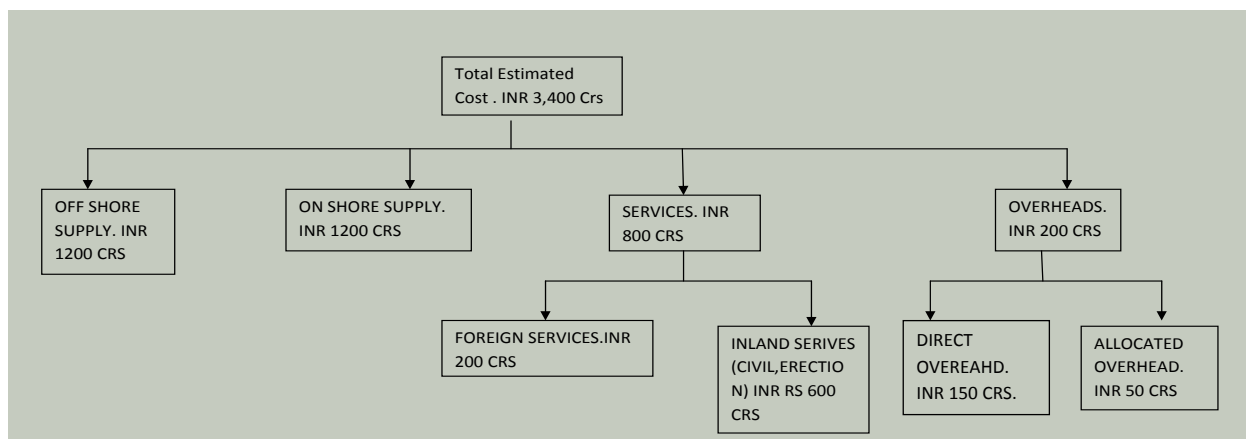 Total Estimated
Cost . INR 3,400 Crs
OFF SHORE
SUPPLY. INR
1200 CRS
ON SHORE SUPPLY.
INR 1200 CRS
SERVICES. INR
800 CRS
OVERHEADS.
INR 200 CRS
FOREIGN SERVICES.INR
200 CRS
INLAND SERIVES
(CIVIL,ERECTIO
N) INR RS 600
CRS
DIRECT
OVEREAHD.
INR 150 CRS.
ALLOCATED
OVERHEAD.
INR 50 CRS